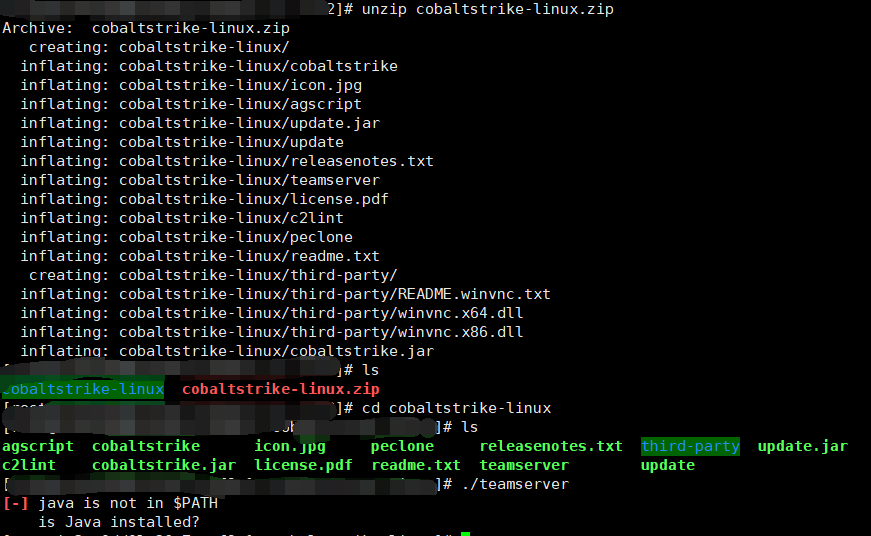 2]# unzip cobaltstrike-linux.zip
Archive:  cobaltstrike-linux.zip
   creating: cobaltstrike-linux/
  inflating: cobaltstrike-linux/cobaltstrike
  inflating: cobaltstrike-linux/icon.jpg
  inflating: cobaltstrike-linux/agscript
  inflating: cobaltstrike-linux/update.jar
  inflating: cobaltstrike-linux/update
  inflating: cobaltstrike-linux/releasenotes.txt
  inflating: cobaltstrike-linux/teamserver
  inflating: cobaltstrike-linux/license.pdf
  inflating: cobaltstrike-linux/c2lint
  inflating: cobaltstrike-linux/peclone
  inflating: cobaltstrike-linux/readme.txt
   creating: cobaltstrike-linux/third-party/
  inflating: cobaltstrike-linux/third-party/README.winvnc.txt
  inflating: cobaltstrike-linux/third-party/winvnc.x64.dll
  inflating: cobaltstrike-linux/third-party/winvnc.x86.dll
  inflating: cobaltstrike-linux/cobaltstrike.jar
[ ]# ls
cobaltstrike-linux  cobaltstrike-linux.zip
[ ]# cd cobaltstrike-linux
[ ]# ls
agscript  cobaltstrike      icon.jpg     peclone     releasenotes.txt  third-party  update.jar
c2lint    cobaltstrike.jar  license.pdf  readme.txt  teamserver        update
[ ]# ./teamserver
[-] java is not in $PATH
    is Java installed?